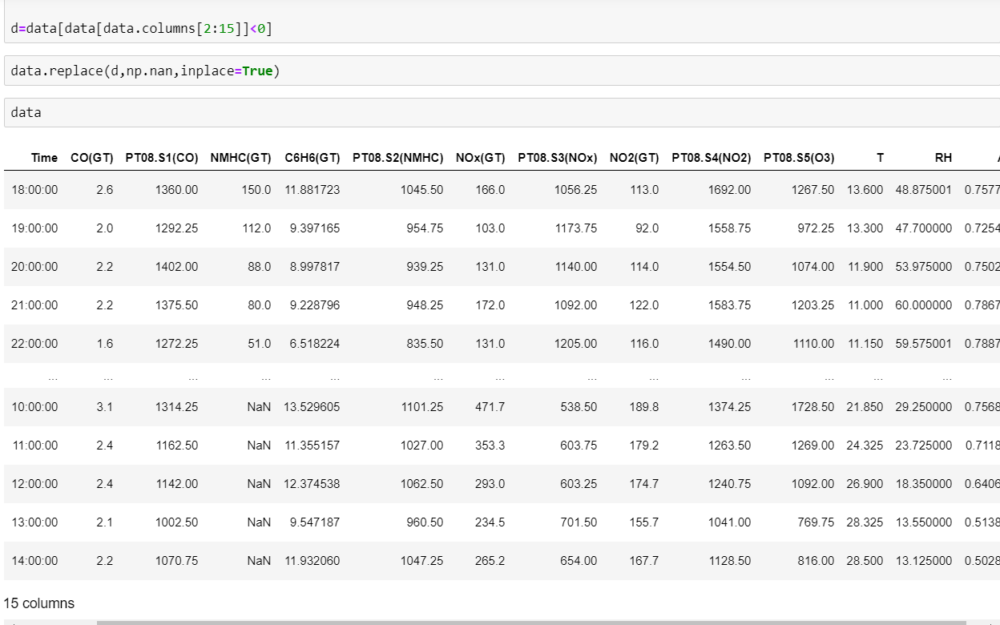 d=data[data[data.columns[2:15]]<0]
data.replace(d,np.nan,inplace=True)
data
Time CO(GT) PT08.S1(CO) NMHC(GT) C6H6(GT) PT08.S2(NMHC) NOx(GT) PT08.S3(NOx) NO2(GT) PT08.S4(NO2) PT08.S5(O3) T RH
18:00:00 2.6 1360.00 150.0 11.881723 1045.50 166.0 1056.25 113.0 1692.00 1267.50 13.600 48.875001 0.7577
19:00:00 2.0 1292.25 112.0 9.397165 954.75 103.0 1173.75 92.0 1558.75 972.25 13.300 47.700000 0.7254
20:00:00 2.2 1402.00 88.0 8.997817 939.25 131.0 1140.00 114.0 1554.50 1074.00 11.900 53.975000 0.7502
21:00:00 2.2 1375.50 80.0 9.228796 948.25 172.0 1092.00 122.0 1583.75 1203.25 11.000 60.000000 0.7867
22:00:00 1.6 1272.25 51.0 6.518224 835.50 131.0 1205.00 116.0 1490.00 1110.00 11.150 59.575001 0.7887
... ... ... ... ... ... ... ... ... ... ... ... ...
10:00:00 3.1 1314.25 NaN 13.529605 1101.25 471.7 538.50 189.8 1374.25 1728.50 21.850 29.250000 0.7568
11:00:00 2.4 1162.50 NaN 11.355157 1027.00 353.3 603.75 179.2 1263.50 1269.00 24.325 23.725000 0.7118
12:00:00 2.4 1142.00 NaN 12.374538 1062.50 293.0 603.25 174.7 1240.75 1092.00 26.900 18.350000 0.6406
13:00:00 2.1 1002.50 NaN 9.547187 960.50 234.5 701.50 155.7 1041.00 769.75 28.325 13.550000 0.5138
14:00:00 2.2 1070.75 NaN 11.932060 1047.25 265.2 654.00 167.7 1128.50 816.00 28.500 13.125000 0.5028
15 columns